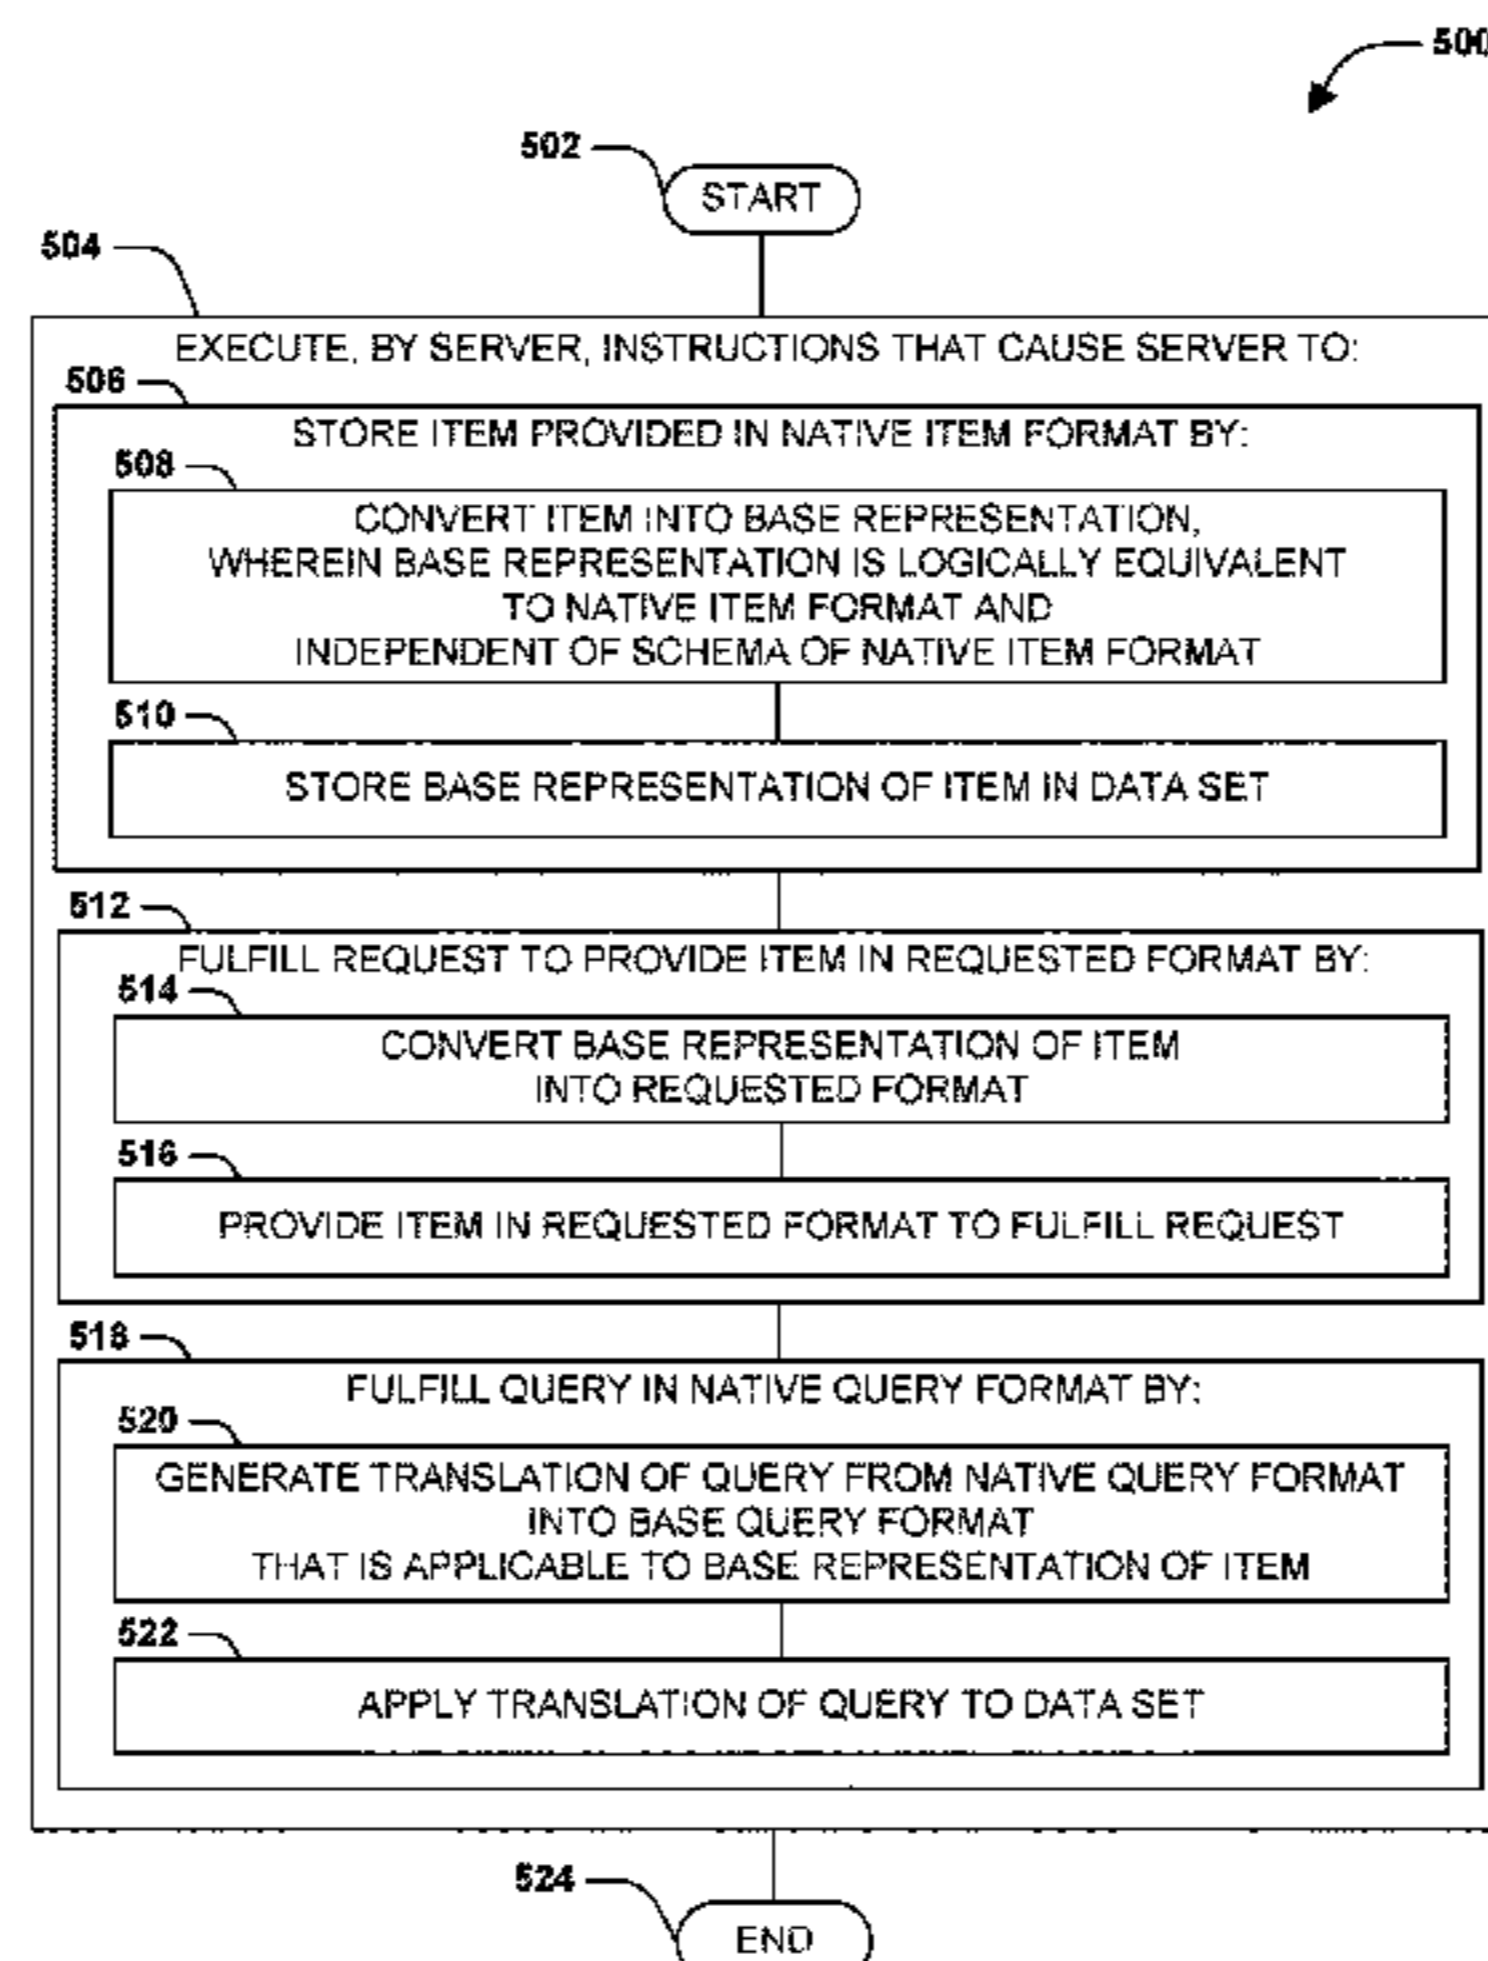 500
502
START
504
EXECUTE, BY SERVER, INSTRUCTIONS THAT CAUSE SERVER TO:
506
STORE ITEM PROVIDED IN NATIVE ITEM FORMAT BY:
508
CONVERT ITEM INTO BASE REPRESENTATION,
WHEREIN BASE REPRESENTATION IS LOGICALLY EQUIVALENT
TO NATIVE ITEM FORMAT AND
INDEPENDENT OF SCHEMA OF NATIVE ITEM FORMAT
510
STORE BASE REPRESENTATION OF ITEM IN DATA SET
512
FULFILL REQUEST TO PROVIDE ITEM IN REQUESTED FORMAT BY:
514
CONVERT BASE REPRESENTATION OF ITEM
INTO REQUESTED FORMAT
516
PROVIDE ITEM IN REQUESTED FORMAT TO FULFILL REQUEST
518
FULFILL QUERY IN NATIVE QUERY FORMAT BY:
520
GENERATE TRANSLATION OF QUERY FROM NATIVE QUERY FORMAT
INTO BASE QUERY FORMAT
THAT IS APPLICABLE TO BASE REPRESENTATION OF ITEM
522
APPLY TRANSLATION OF QUERY TO DATA SET
524
END